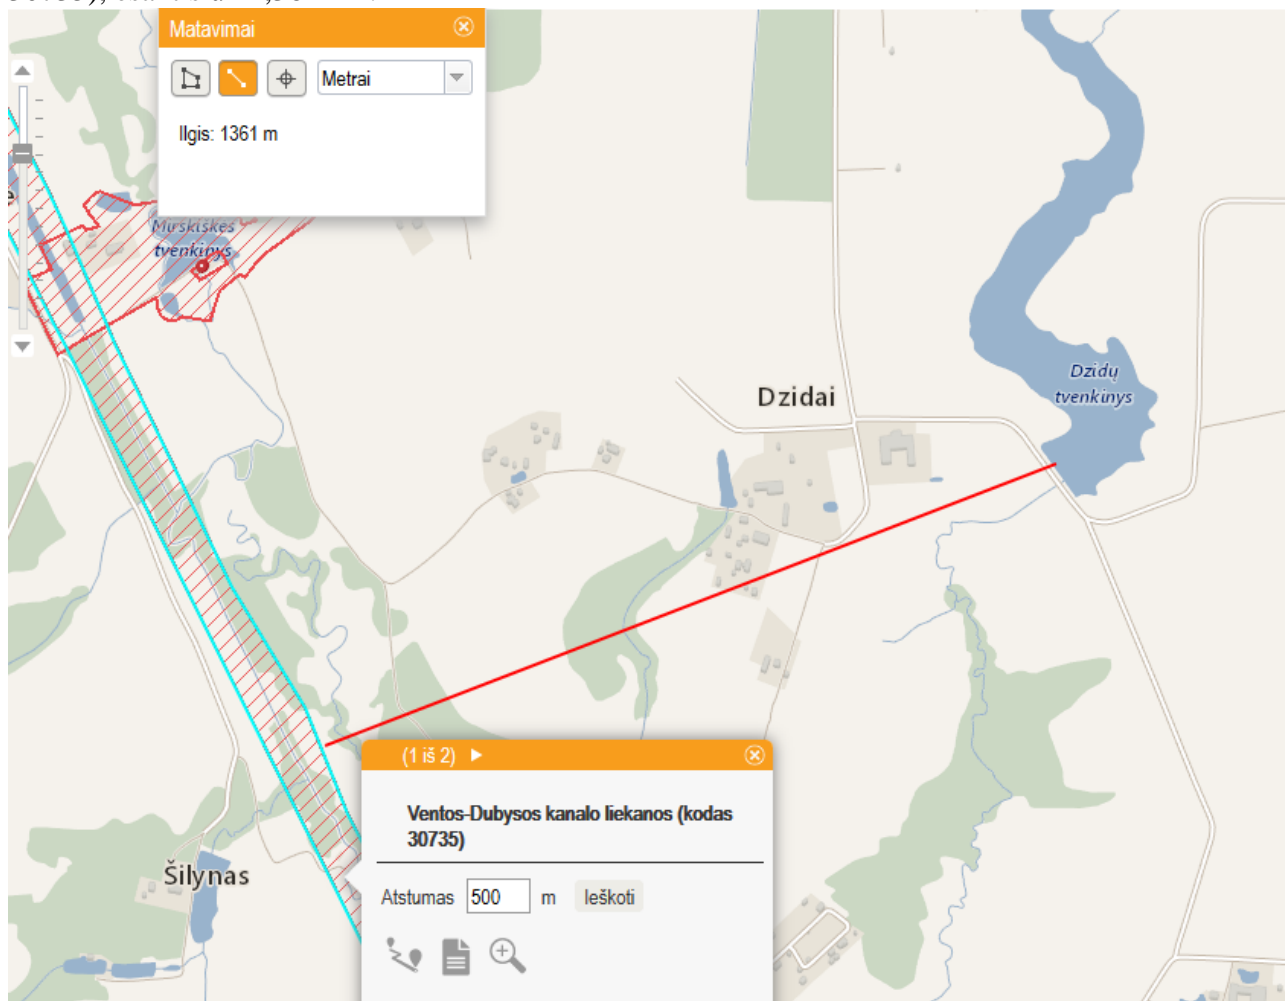 Matavimai
Metrai
Ilgis: 1361 m
Mirskiškės
tvenkinys
Dzidų
tvenkinys
Dzidai
(1 iš 2)
Ventos-Dubysos kanalo liekanos (kodas
30735)
Atstumas 500 m Ieškoti
Šilynas